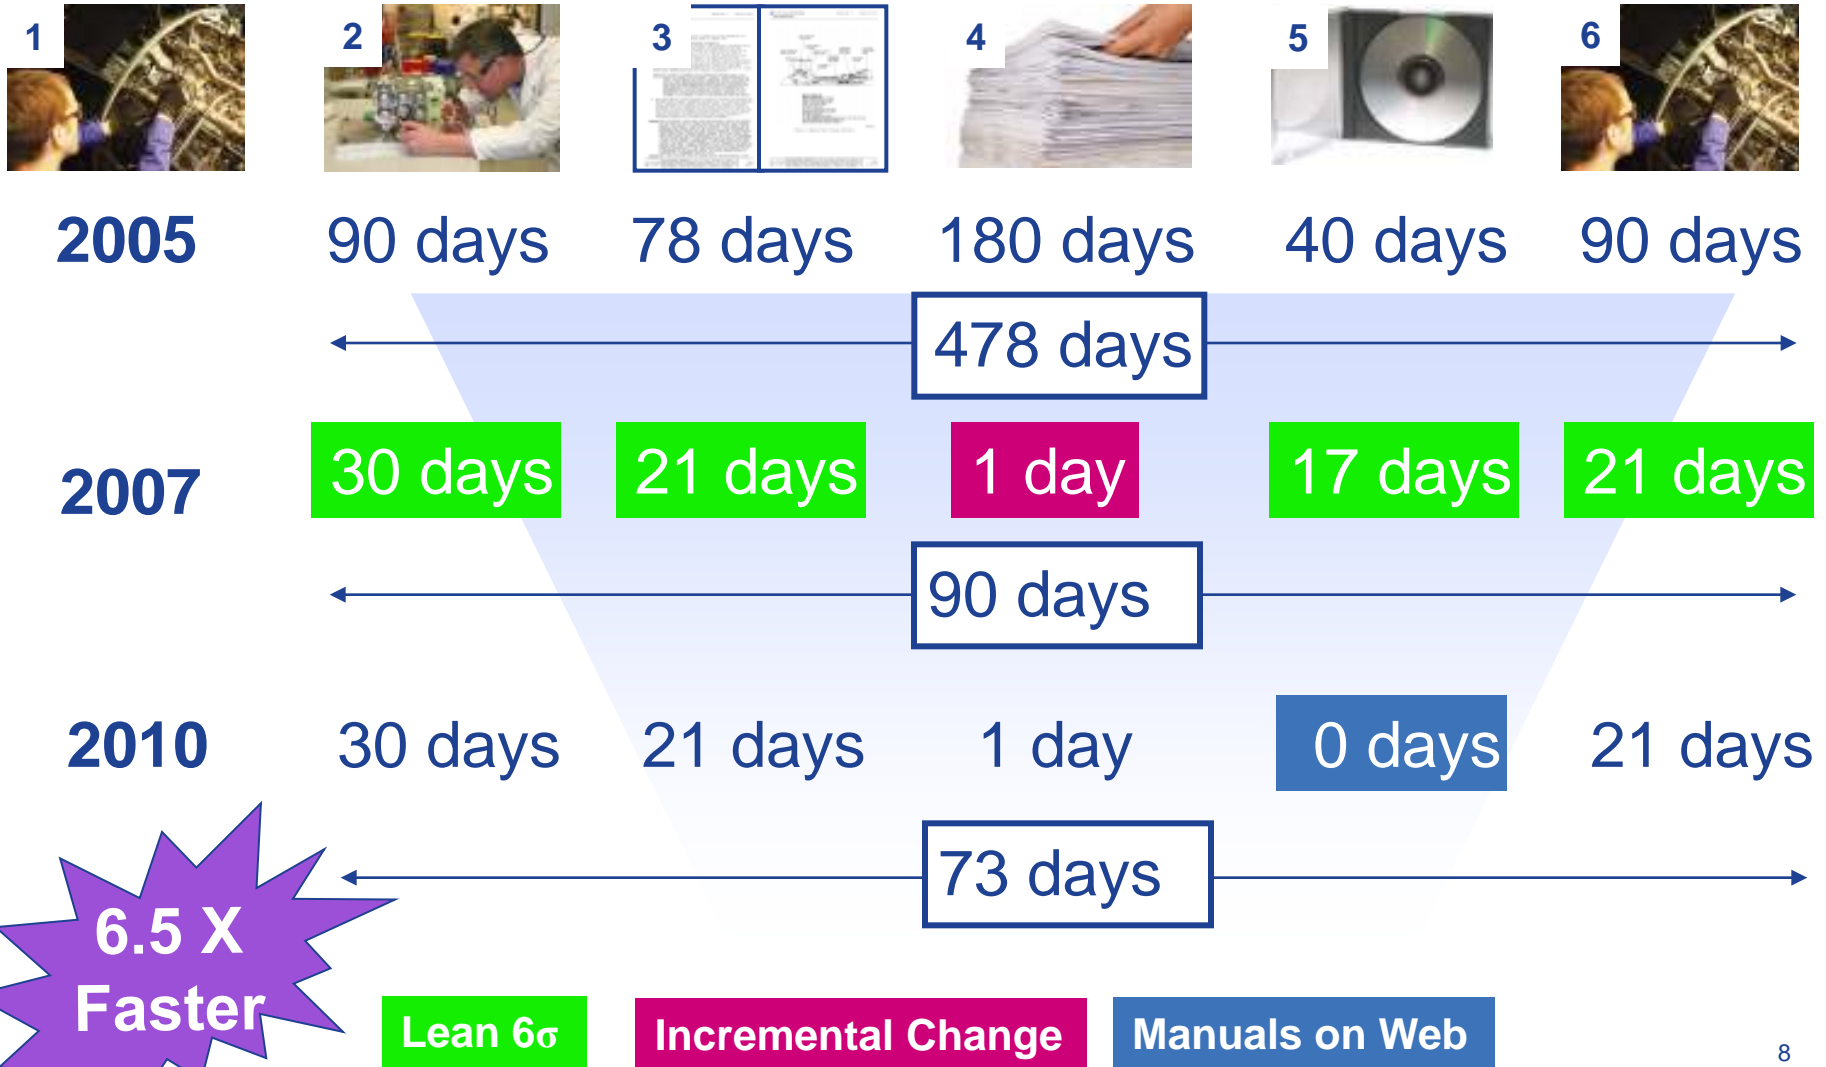 1
2
3
4
5
6
2005 90 days 78 days 180 days 40 days 90 days
478 days
2007 30 days 21 days 1 day 17 days 21 days
90 days
2010 30 days 21 days 1 day 0 days 21 days
73 days
6.5 X
Faster
Lean 6σ Incremental Change Manuals on Web
8